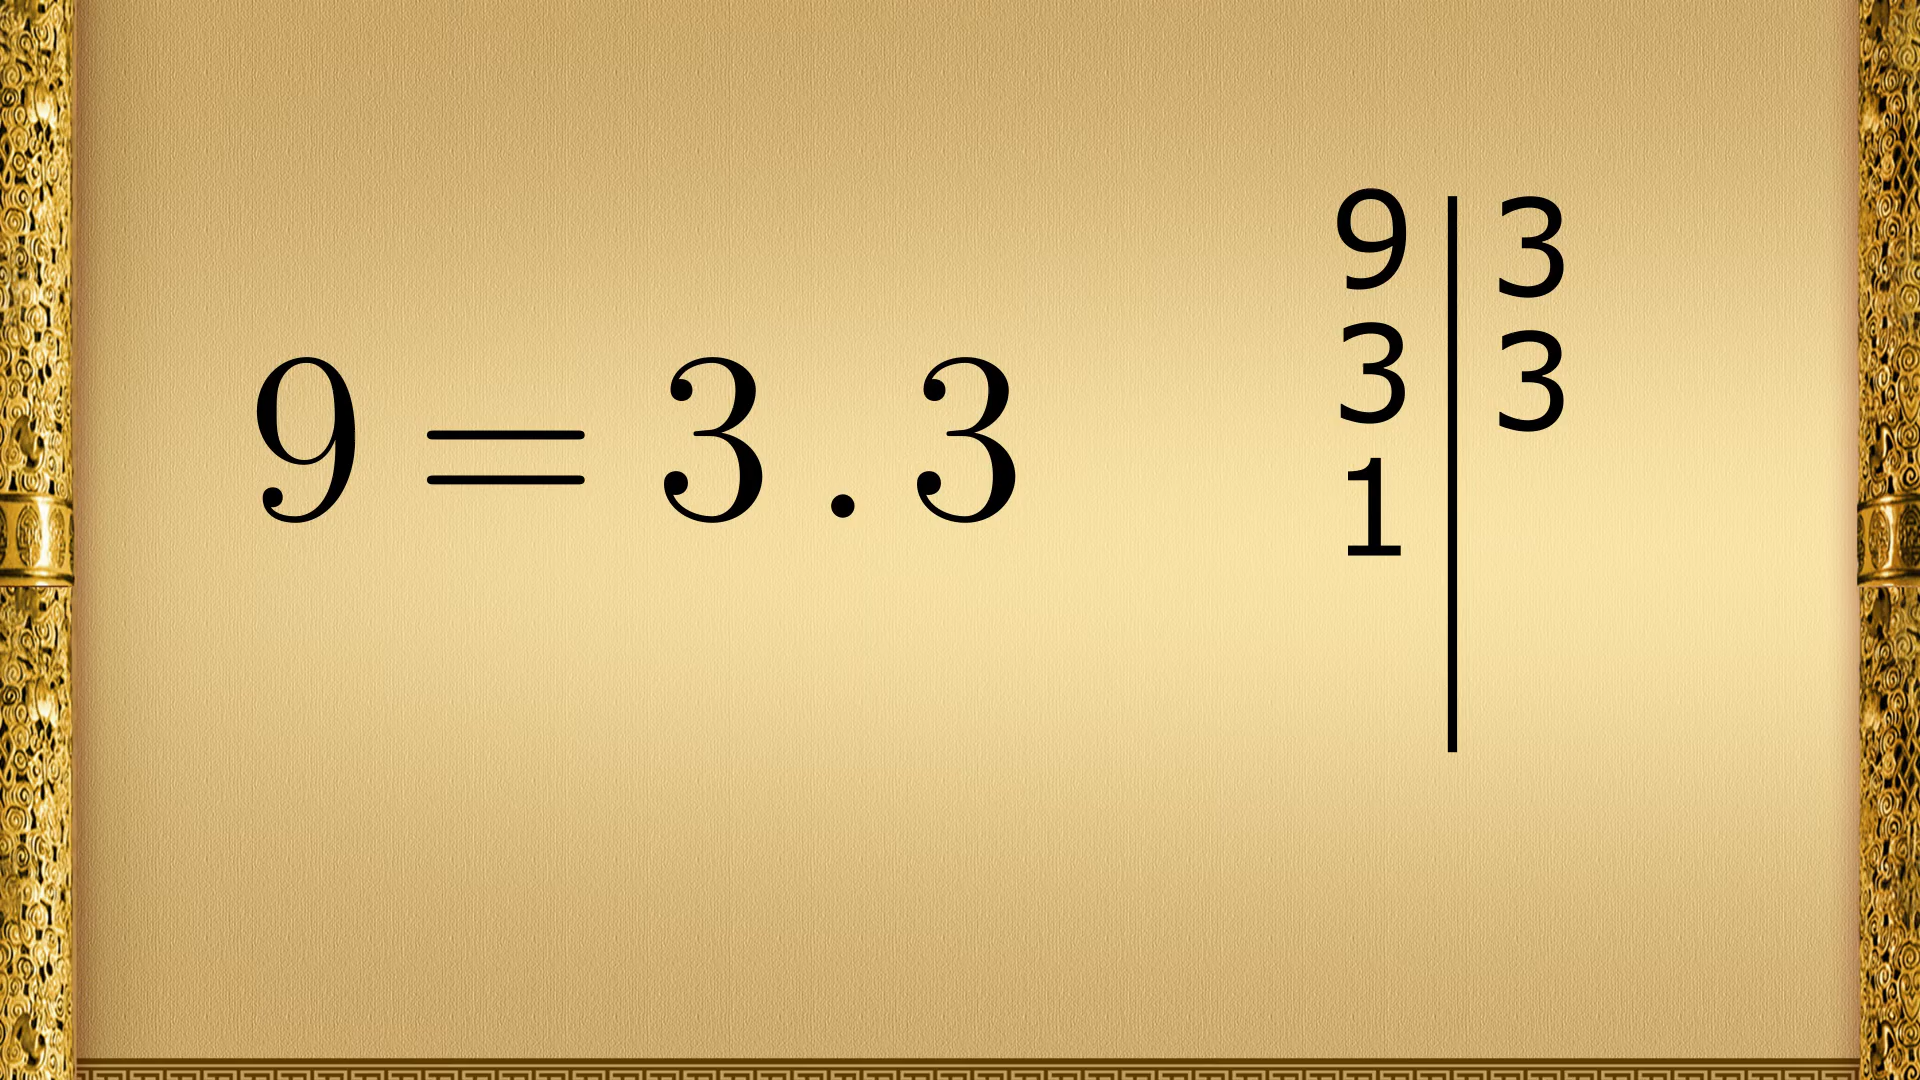 9 = 3 . 3
9 | 3
3 | 3
1 |